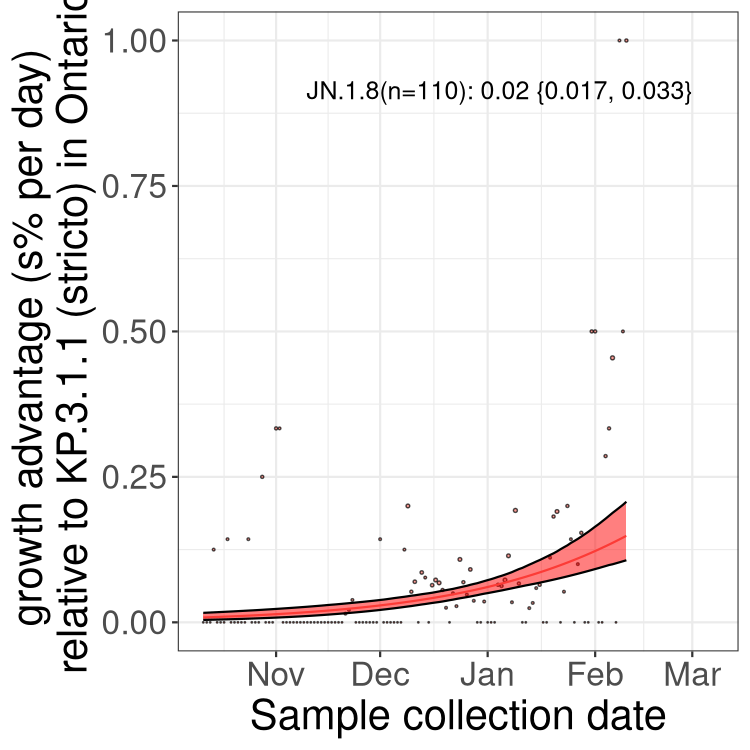 growth advantage (s% per day)
relative to KP.3.1.1 (stricto) in Ontario
1.00
0.75
0.50
0.25
0.00
JN.1.8(n=110): 0.02 {0.017, 0.033}
Nov Dec Jan Feb Mar
Sample collection date